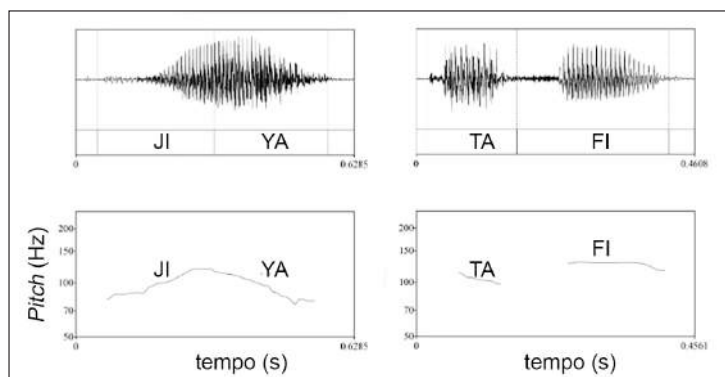 JI YA TA FI
0 0.6285 0 0.4608
200 200
Pitch (Hz)
150 FI 150
JI YA TA
100 100
70 70
50 50
0 0.6285 0 0.4561
tempo (s) tempo (s)